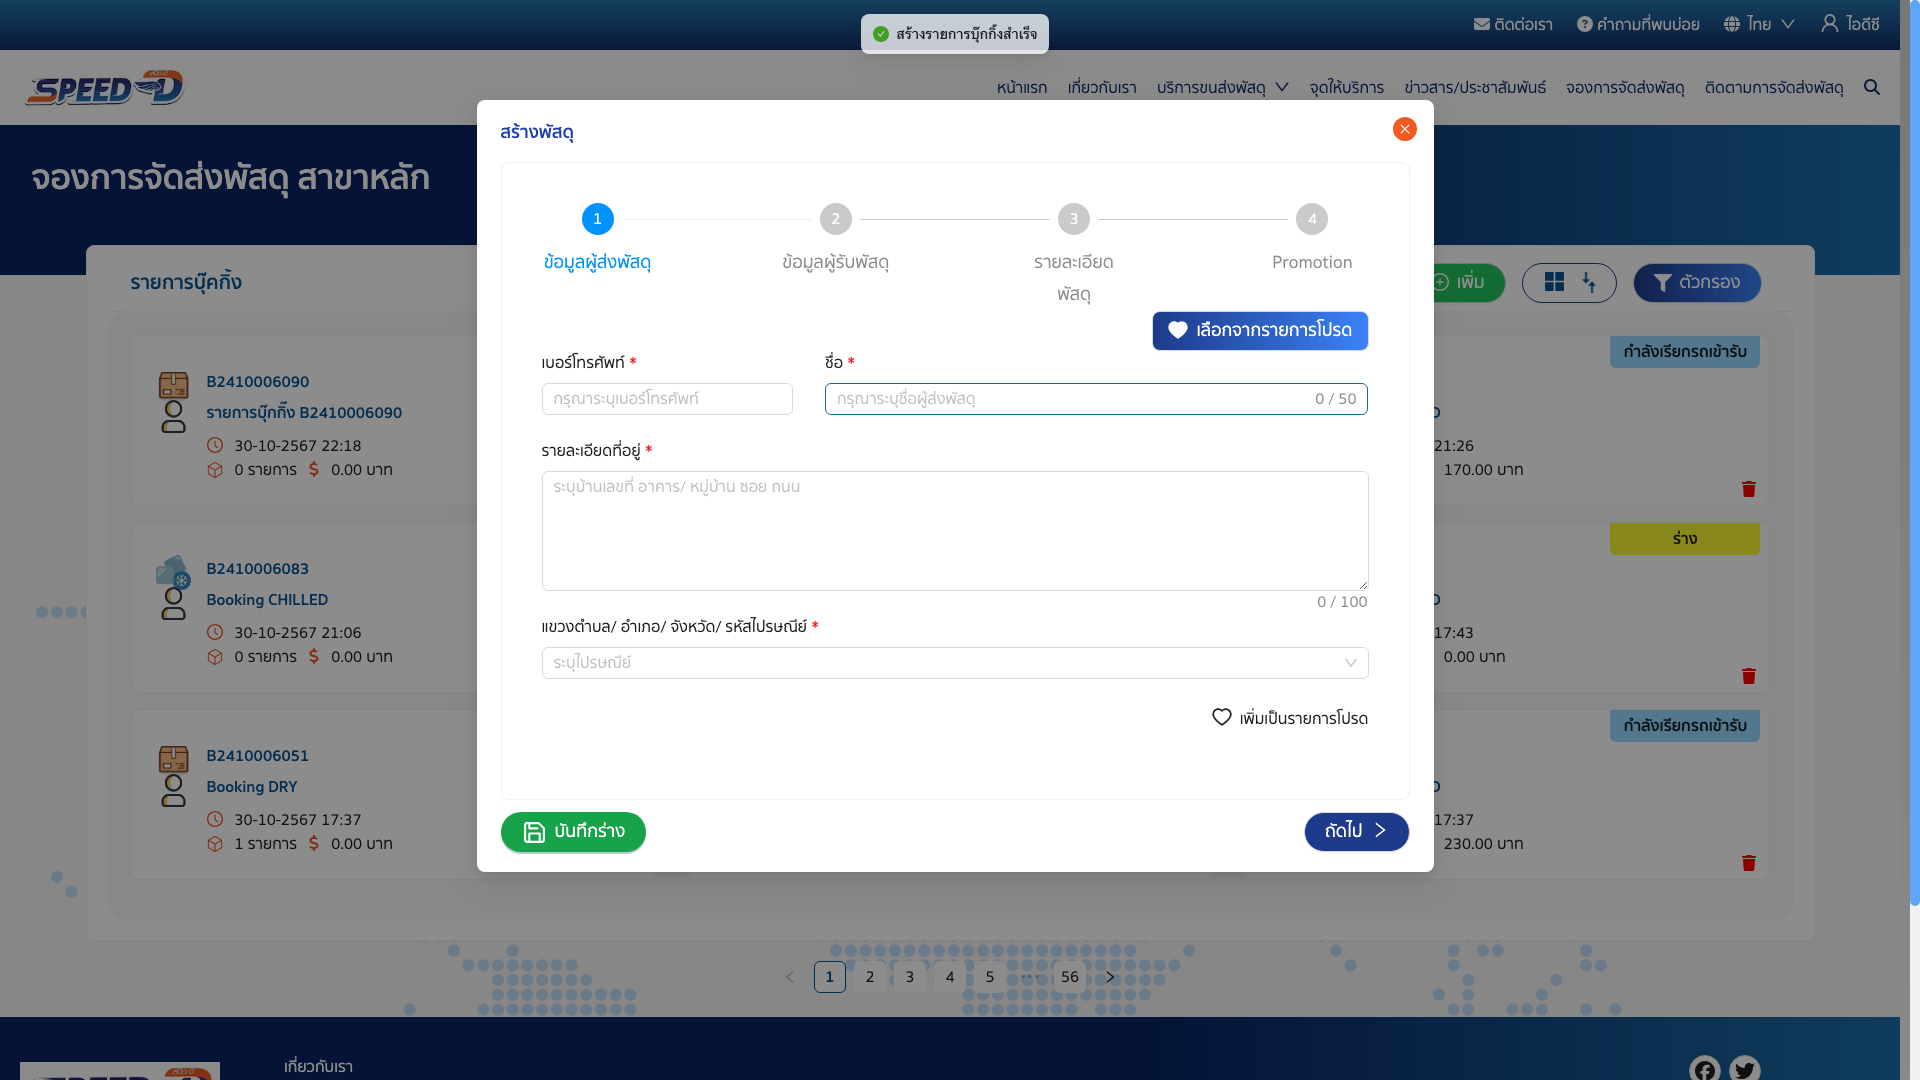 ติดต่อเรา
คำถามที่พบบ่อย
ไทย
ไอดีซี
สร้างรายการบุ๊กกิ้งสำเร็จ
SPEED-D
หน้าแรก
เกี่ยวกับเรา
บริการขนส่งพัสดุ
จุดให้บริการ
ข่าวสาร/ประชาสัมพันธ์
จองการจัดส่งพัสดุ
ติดตามการจัดส่งพัสดุ
จองการจัดส่งพัสดุ สาขาหลัก
สร้างพัสดุ
1
2
3
4
ข้อมูลผู้ส่งพัสดุ
ข้อมูลผู้รับพัสดุ
รายละเอียด
พัสดุ
Promotion
เลือกจากรายการโปรด
เบอร์โทรศัพท์ *
ชื่อ *
กรุณาระบุเบอร์โทรศัพท์
กรุณาระบุชื่อผู้ส่งพัสดุ
0 / 50
รายละเอียดที่อยู่ *
ระบุบ้านเลขที่ อาคาร/ หมู่บ้าน ซอย ถนน
0 / 100
แขวงตำบล/ อำเภอ/ จังหวัด/ รหัสไปรษณีย์ *
ระบุไปรษณีย์
เพิ่มเป็นรายการโปรด
บันทึกร่าง
ถัดไป
รายการบุ๊คกิ้ง
เพิ่ม
ตัวกรอง
B2410006090
รายการบุ๊กกิ๊ง B2410006090
30-10-2567 22:18
0 รายการ
0.00 บาท
กำลังเรียกรถเข้ารับ
21:26
170.00 บาท
B2410006083
Booking CHILLED
30-10-2567 21:06
0 รายการ
0.00 บาท
ร่าง
17:43
0.00 บาท
B2410006051
Booking DRY
30-10-2567 17:37
1 รายการ
0.00 บาท
กำลังเรียกรถเข้ารับ
17:37
230.00 บาท
1
2
3
4
5
•••
56
เกี่ยวกับเรา